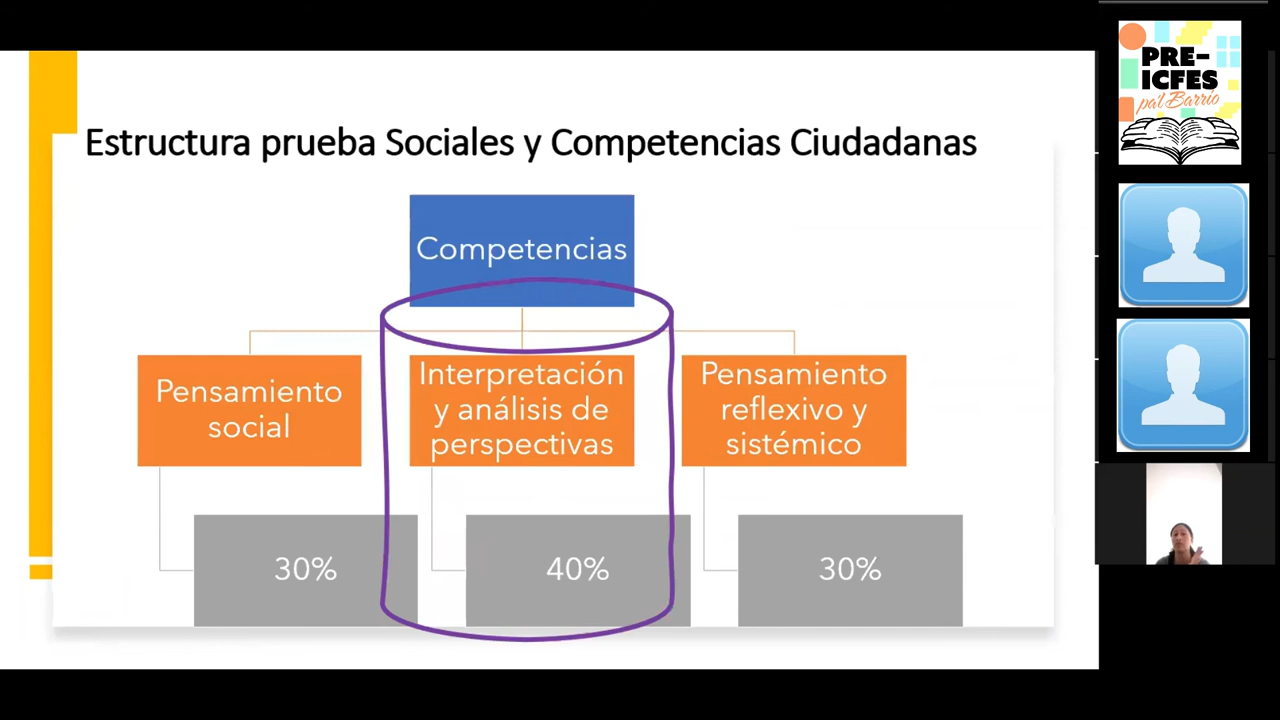 Estructura prueba Sociales y Competencias Ciudadanas
Competencias
Pensamiento
social
Interpretación
y análisis de
perspectivas
Pensamiento
reflexivo y
sistémico
30%
40%
30%
PRE-
ICFES
pa'l Barrio